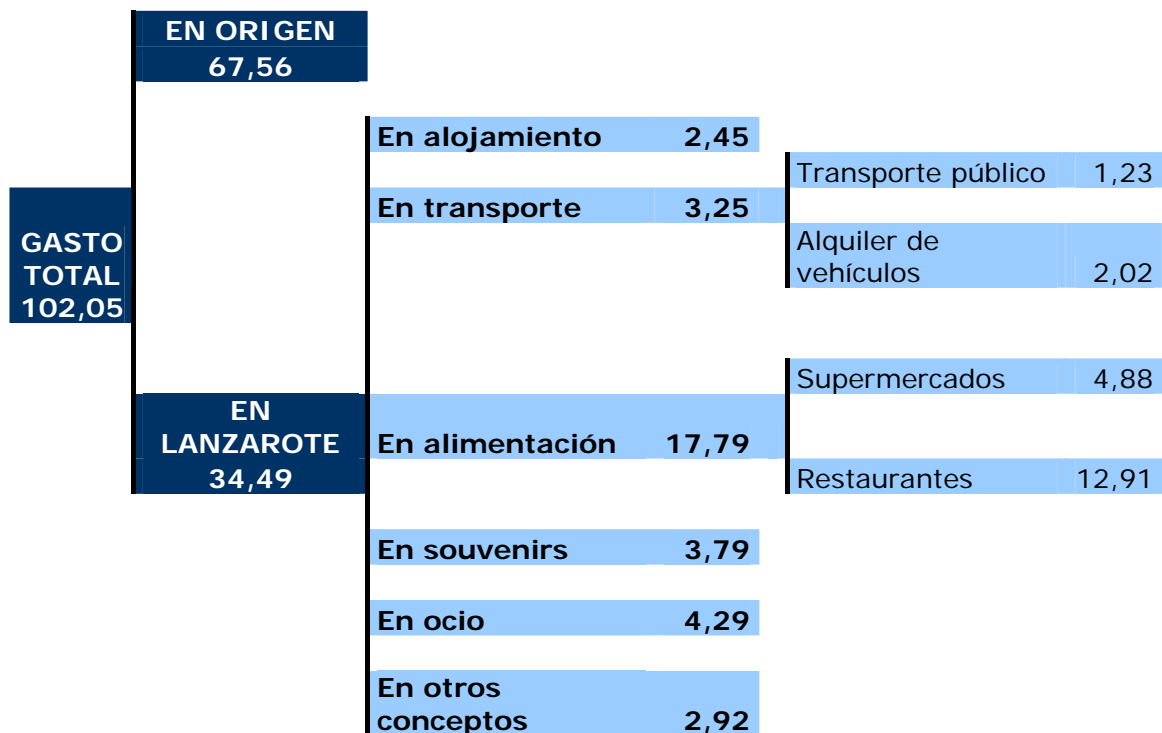 EN ORIGEN
67,56
En alojamiento 2,45
Transporte público 1,23
En transporte 3,25
GASTO
TOTAL
102,05
Alquiler de
vehículos 2,02
Supermercados 4,88
EN
LANZAROTE
34,49
En alimentación 17,79
Restaurantes 12,91
En souvenirs 3,79
En ocio 4,29
En otros
conceptos 2,92